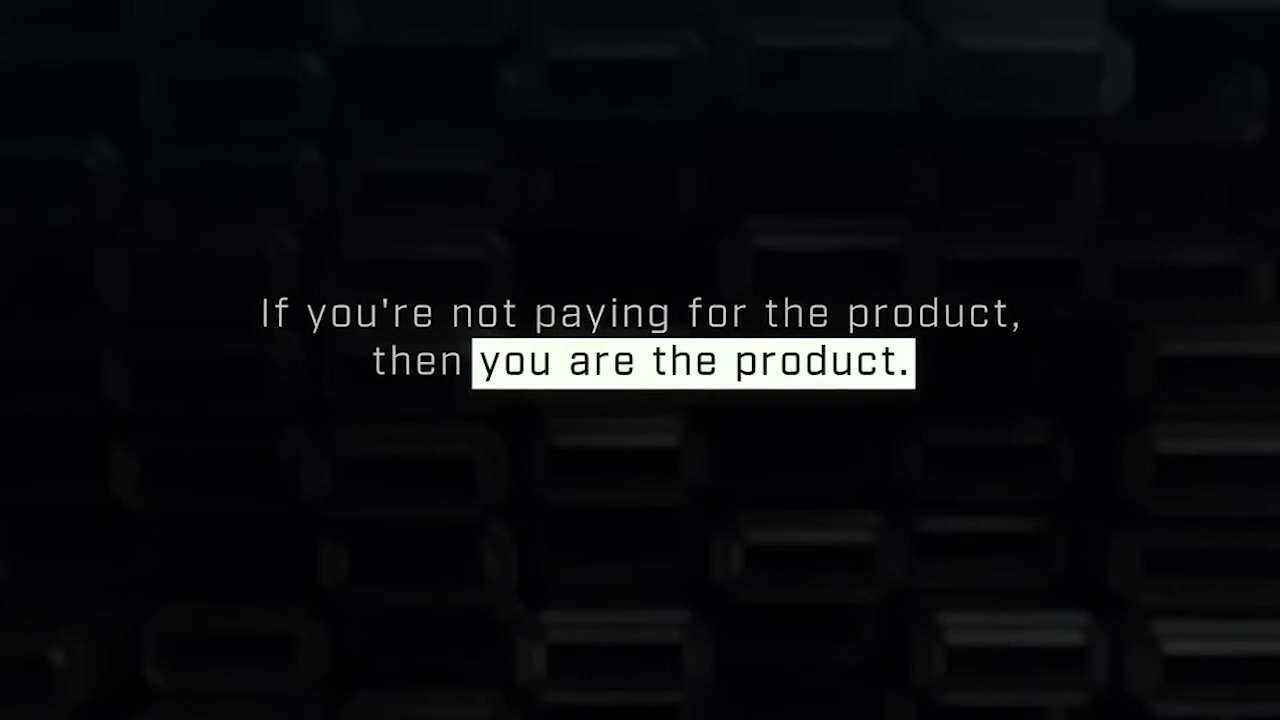 If you're not paying for the product,
then you are the product.